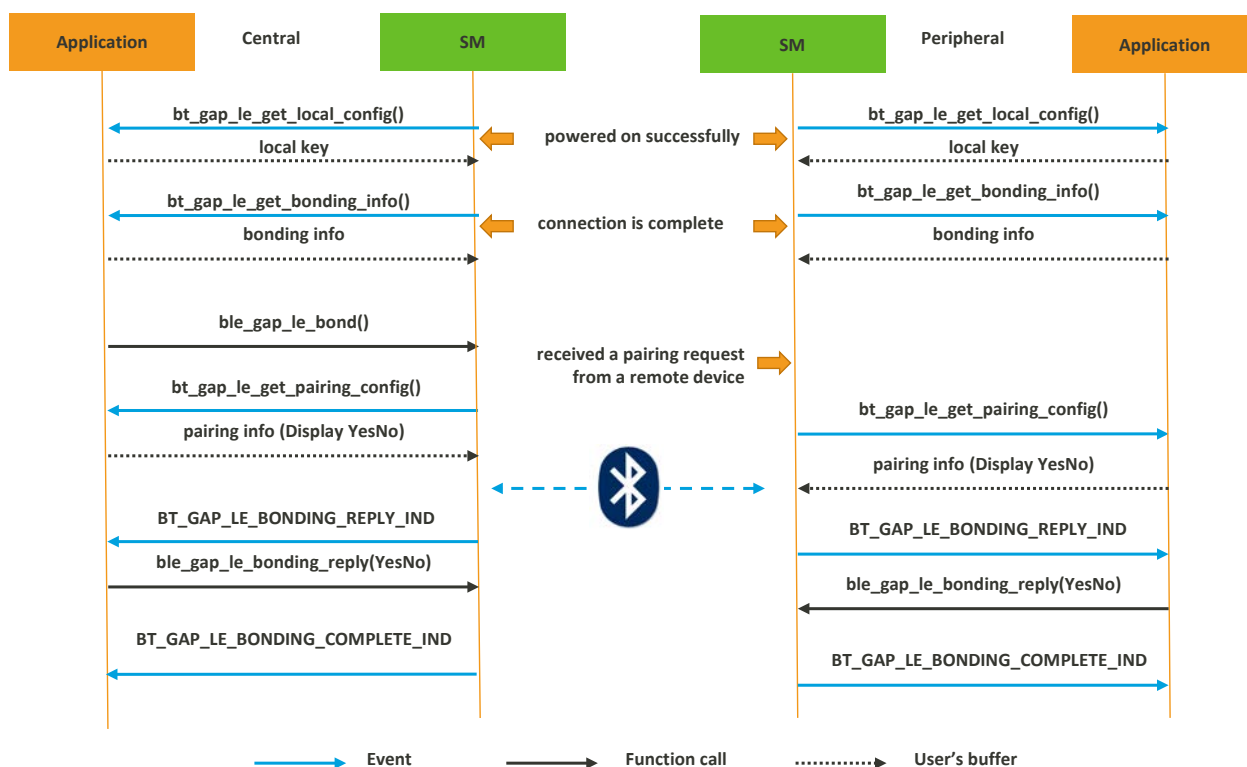 Application
Central
SM
SM
Peripheral
Application
bt_gap_le_get_local_config()
powered on successfully
bt_gap_le_get_local_config()
local key
local key
bt_gap_le_get_bonding_info()
connection is complete
bt_gap_le_get_bonding_info()
bonding info
bonding info
ble_gap_le_bond()
received a pairing request
from a remote device
bt_gap_le_get_pairing_config()
bt_gap_le_get_pairing_config()
pairing info (Display YesNo)
pairing info (Display YesNo)
BT_GAP_LE_BONDING_REPLY_IND
BT_GAP_LE_BONDING_REPLY_IND
ble_gap_le_bonding_reply(YesNo)
ble_gap_le_bonding_reply(YesNo)
BT_GAP_LE_BONDING_COMPLETE_IND
BT_GAP_LE_BONDING_COMPLETE_IND
Event
Function call
User's buffer